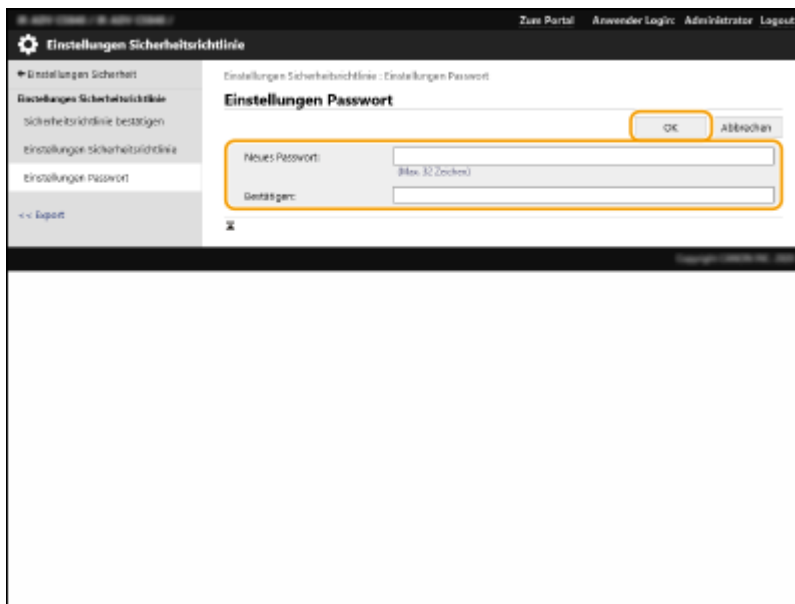 Zum Portal Anwender Login: Administrator Logout
Einstellungen Sicherheitsrichtlinie
Einstellungen Sicherheit
Einstellungen Sicherheitsrichtlinie : Einstellungen Passwort
Einstellungen Sicherheitsrichtlinie
Einstellungen Passwort
Sicherheitsrichtlinie bestätigen
OK Abbrechen
Einstellungen Sicherheitsrichtlinie
Neues Passwort:
(Max. 32 Zeichen)
Einstellungen Passwort
Bestätigen:
<< Export